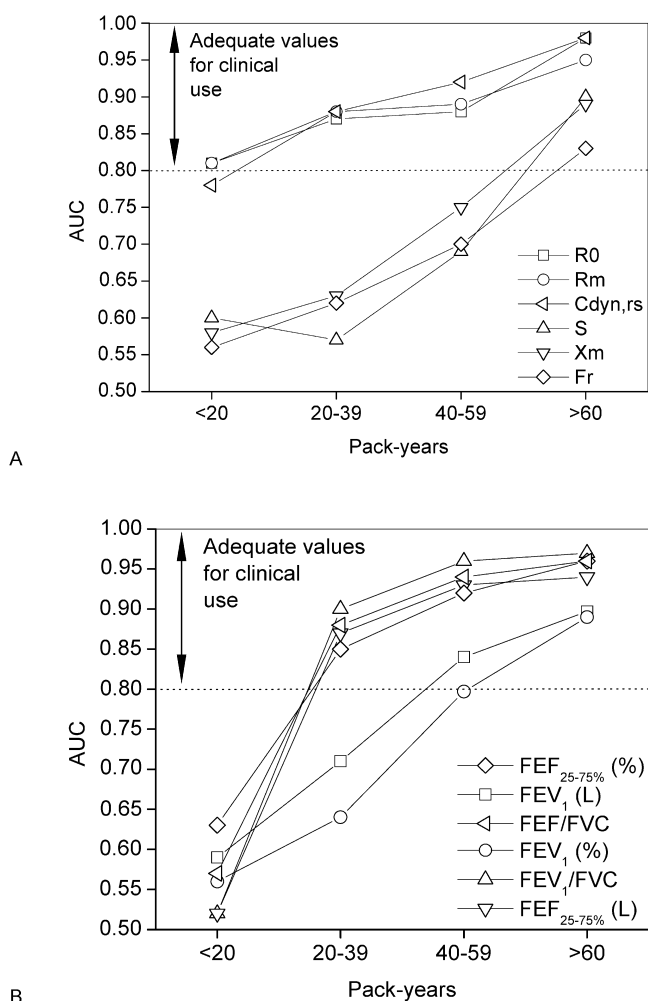 1.00
0.95
0.90
0.85
0.80
0.75
0.70
0.65
0.60
0.55
0.50
AUC
Adequate values
for clinical
use
R0
Rm
Cdyn,rs
S
Xm
Fr
<20
20-39
40-59
>60
Pack-years
A
1.00
0.95
0.90
0.85
0.80
0.75
0.70
0.65
0.60
0.55
0.50
AUC
Adequate values
for clinical
use
FEF25-75% (%)
FEV1 (L)
FEF/FVC
FEV1 (%)
FEV1/FVC
FEF25-75% (L)
<20
20-39
40-59
>60
Pack-years
B